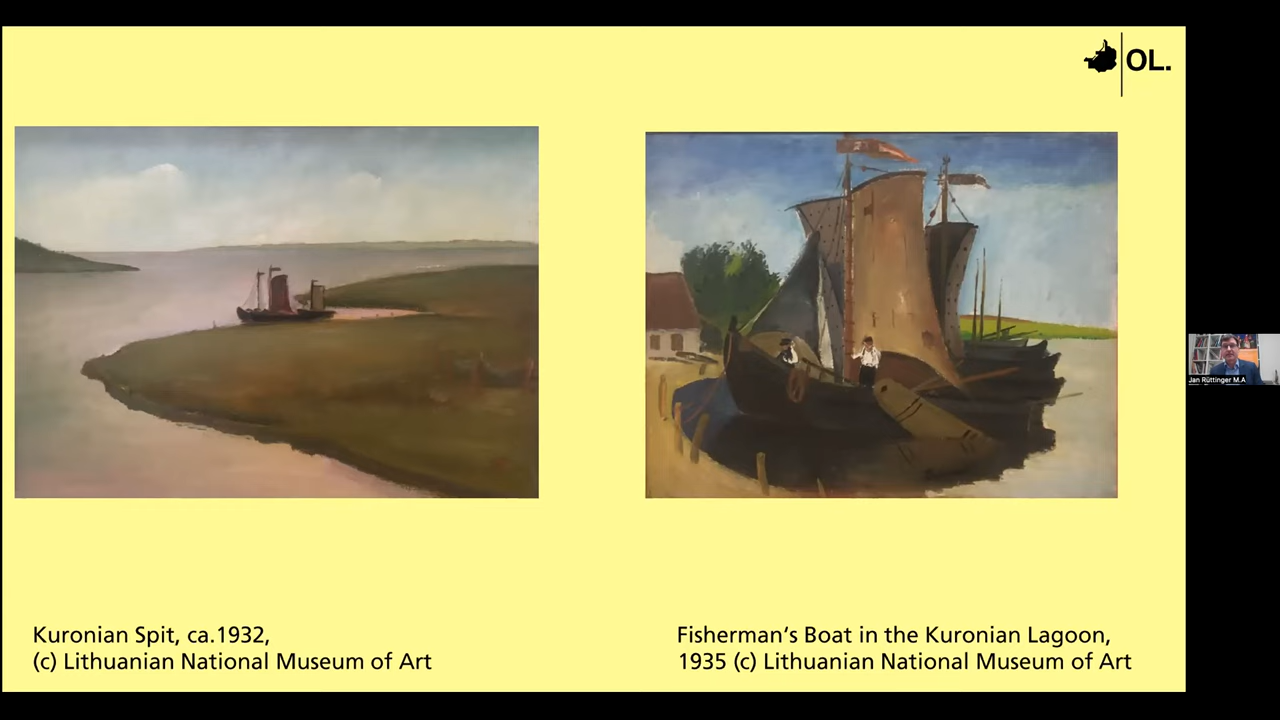 OL.
Kuronian Spit, ca.1932,
(c) Lithuanian National Museum of Art
Fisherman‘s Boat in the Kuronian Lagoon,
1935 (c) Lithuanian National Museum of Art
Jan Rüttinger M.A